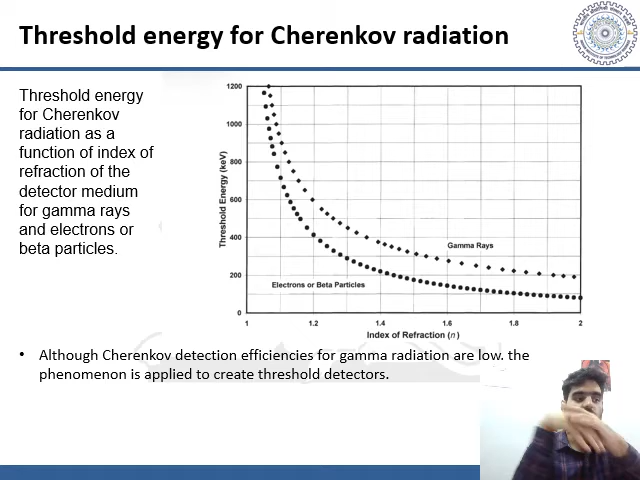 Threshold energy for Cherenkov radiation
Threshold energy
for Cherenkov
radiation as a
function of index of
refraction of the
detector medium
for gamma rays
and electrons or
beta particles.
Threshold Energy (keV)
1200
1000
800
600
400
200
0
Gamma Rays
Electrons or Beta Particles
1 1.2 1.4 1.6 1.8 2
Index of Refraction (n)
• Although Cherenkov detection efficiencies for gamma radiation are low. the
phenomenon is applied to create threshold detectors.